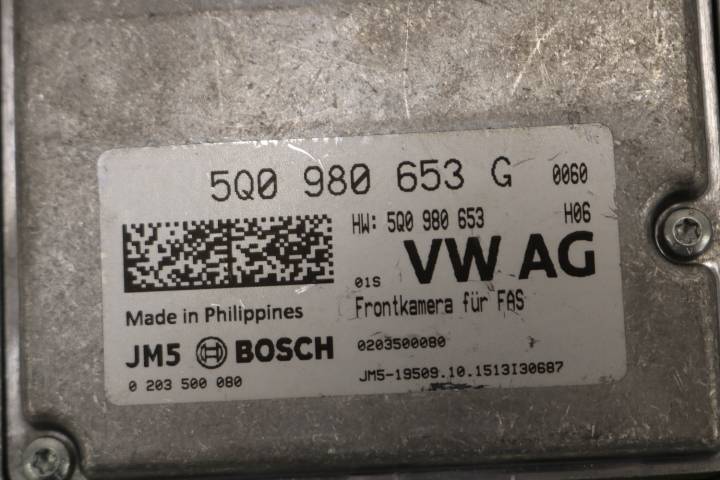 5Q0 980 653 G 0060
HW: 5Q0 980 653 H06
01S VW AG
Frontkamera für FAS
Made in Philippines
JM5 BOSCH 0203500080
0 203 500 080 JM5-19509.10.1513I30687